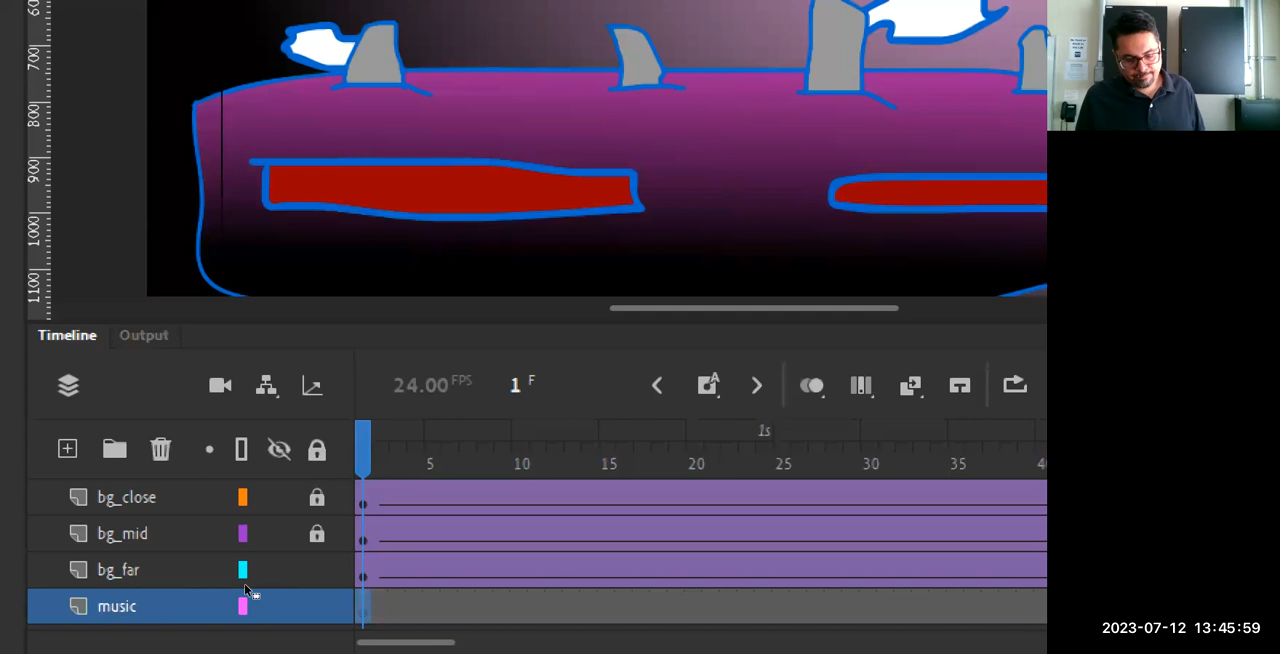 600
700
800
900
1000
1100
Timeline Output
24.00 FPS 1 F
1s
5 10 15 20 25 30 35 40
bg_close
bg_mid
bg_far
music
2023-07-12 13:45:59